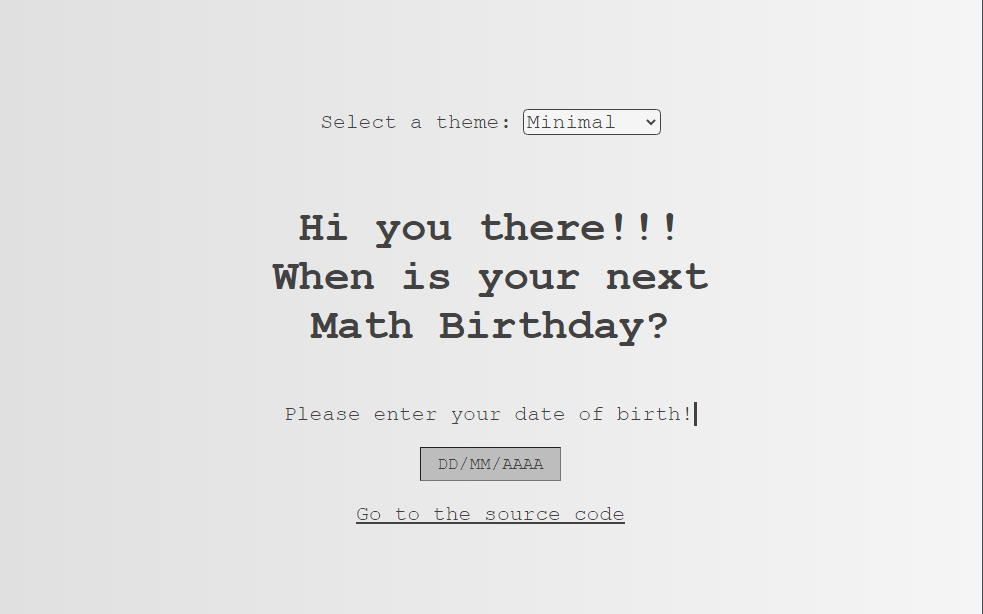 Select a theme: Minimal
Hi you there!!!
When is your next
Math Birthday?
Please enter your date of birth!
DD/MM/AAAA
Go to the source code